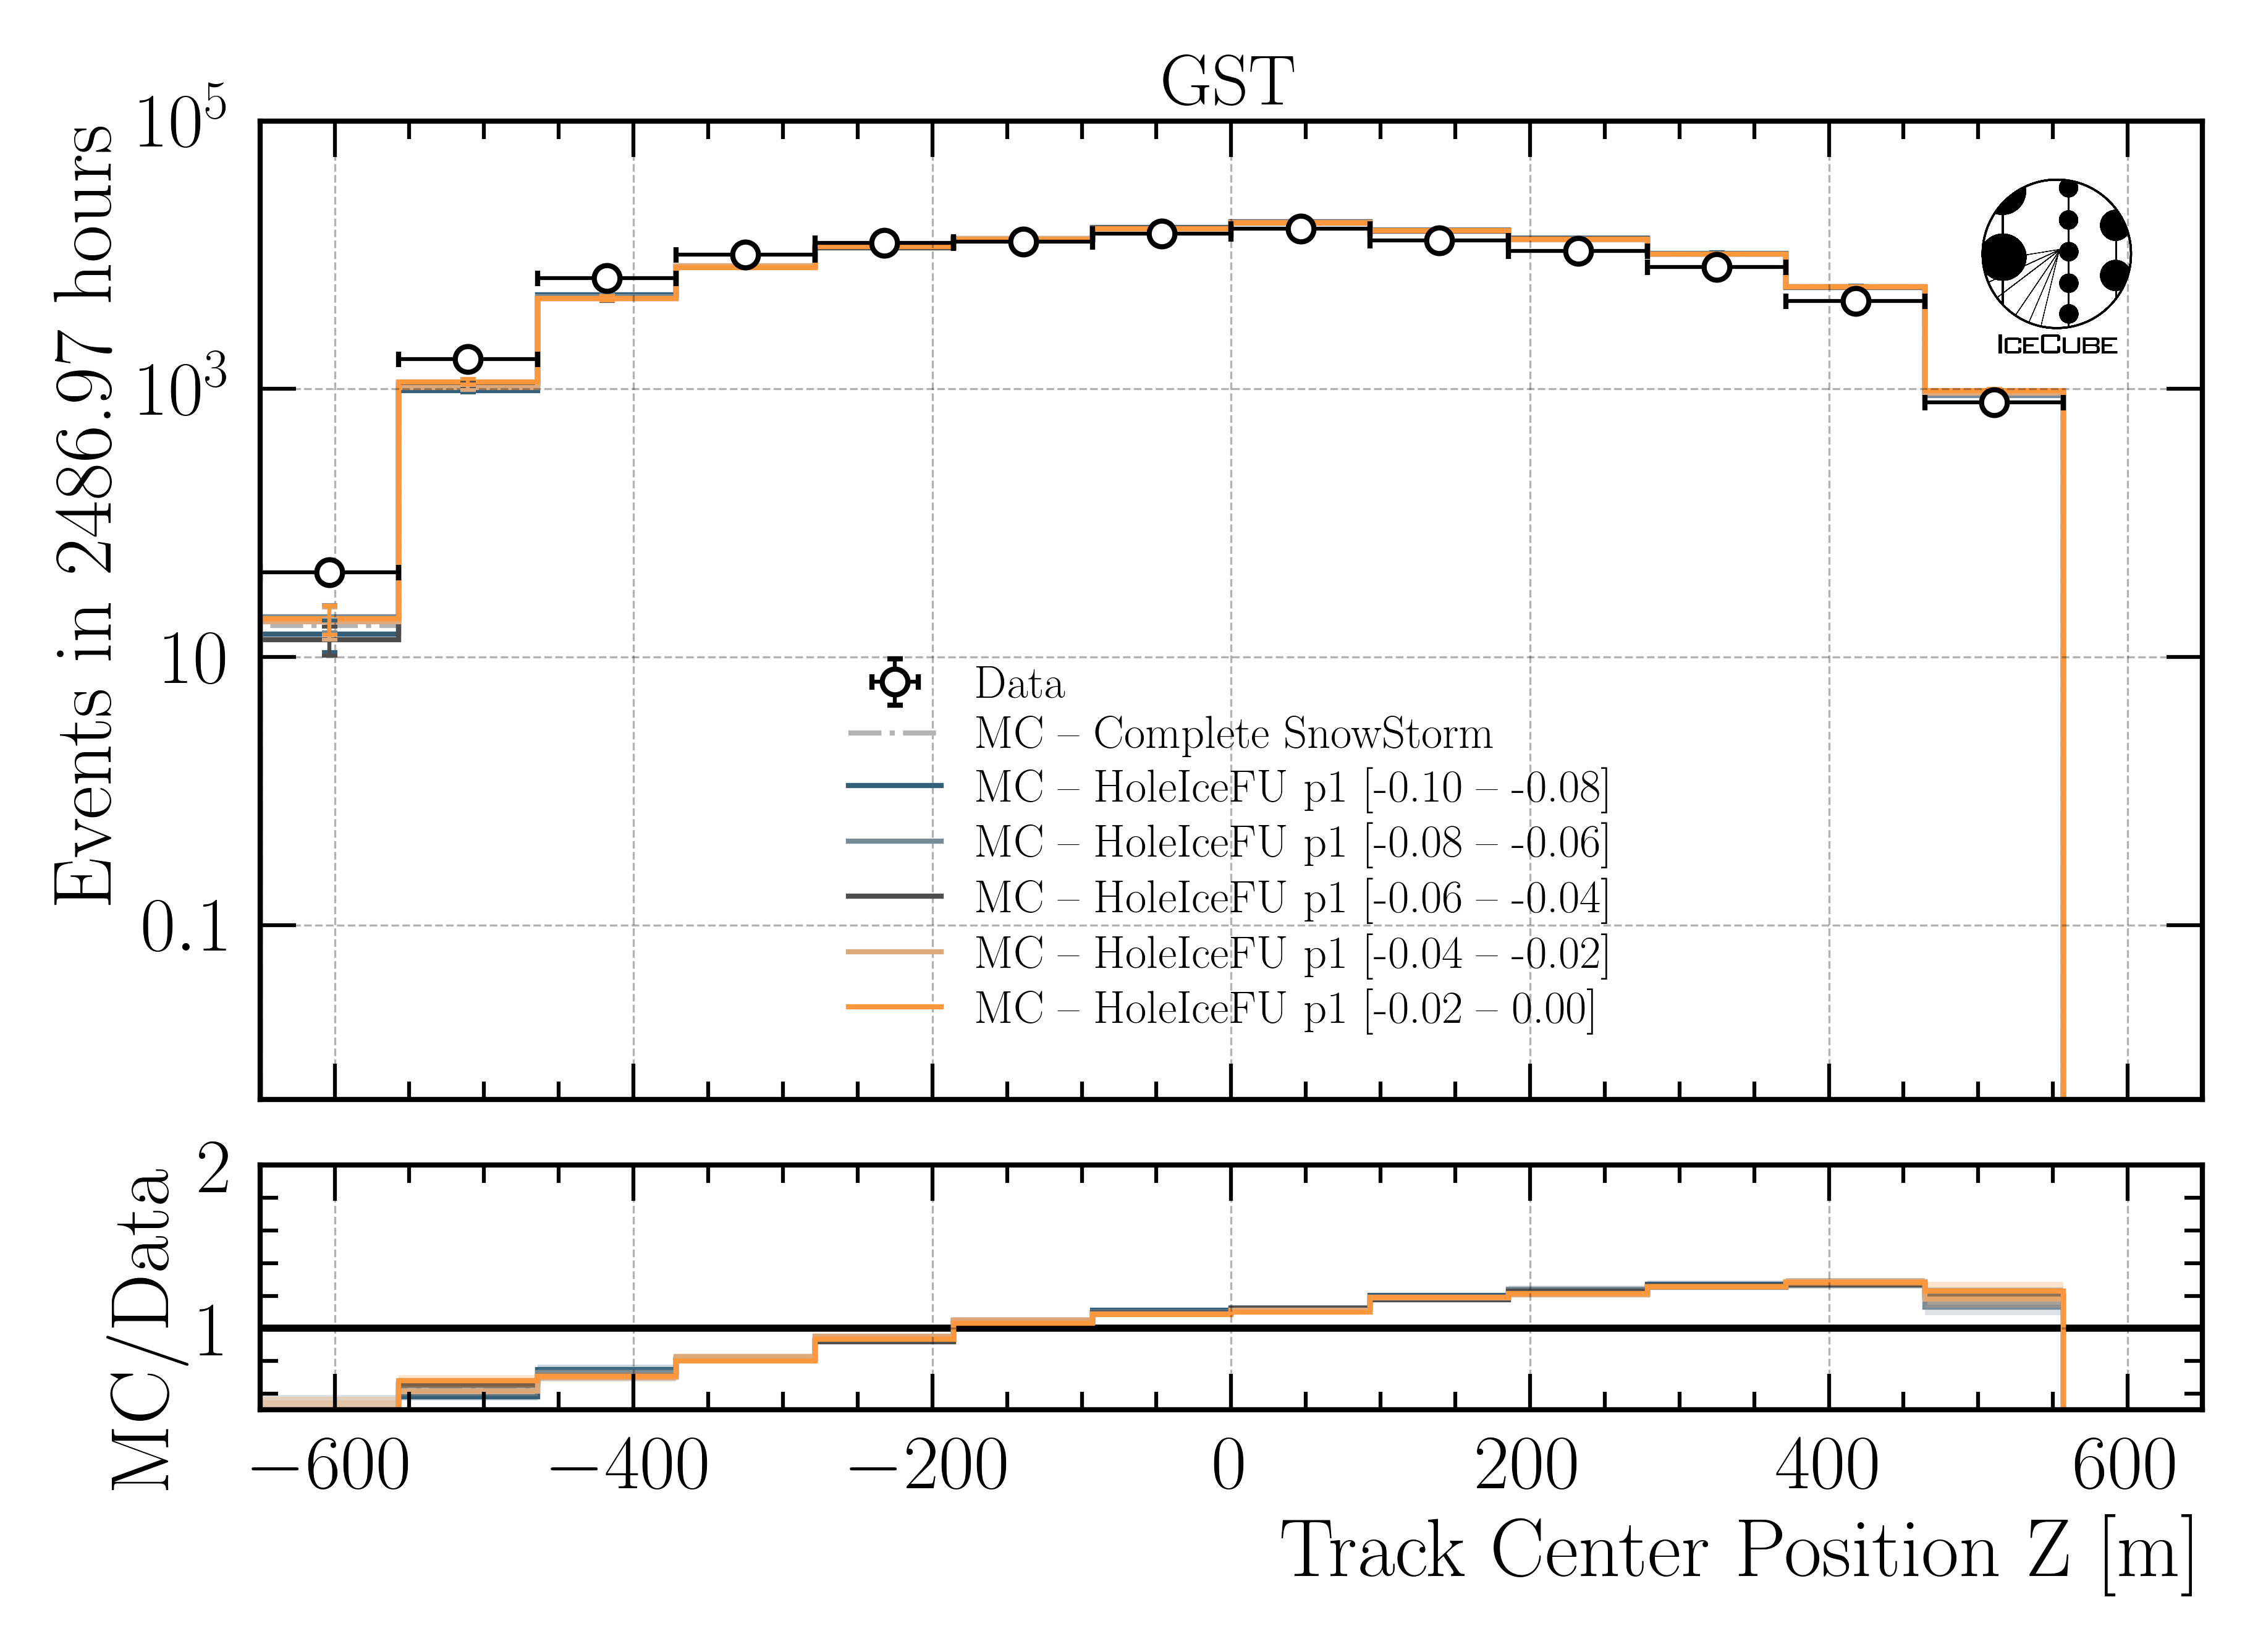 GST
Events in 2486.97 hours
10^5
10^3
10
0.1
IceCube
Data
MC – Complete SnowStorm
MC – HoleIceFU p1 [-0.10 – -0.08]
MC – HoleIceFU p1 [-0.08 – -0.06]
MC – HoleIceFU p1 [-0.06 – -0.04]
MC – HoleIceFU p1 [-0.04 – -0.02]
MC – HoleIceFU p1 [-0.02 – 0.00]
MC/Data
2
1
−600 −400 −200 0 200 400 600
Track Center Position Z [m]